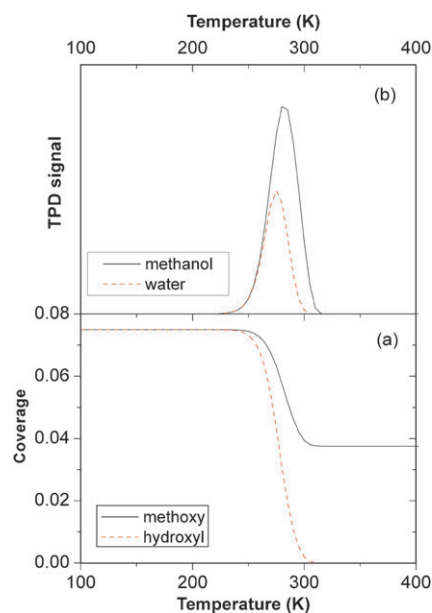 Temperature (K)
100 200 300 400
(b)
TPD signal
methanol
water
0.08
(a)
0.06
Coverage
0.04
0.02
methoxy
hydroxyl
0.00
100 200 300 400
Temperature (K)